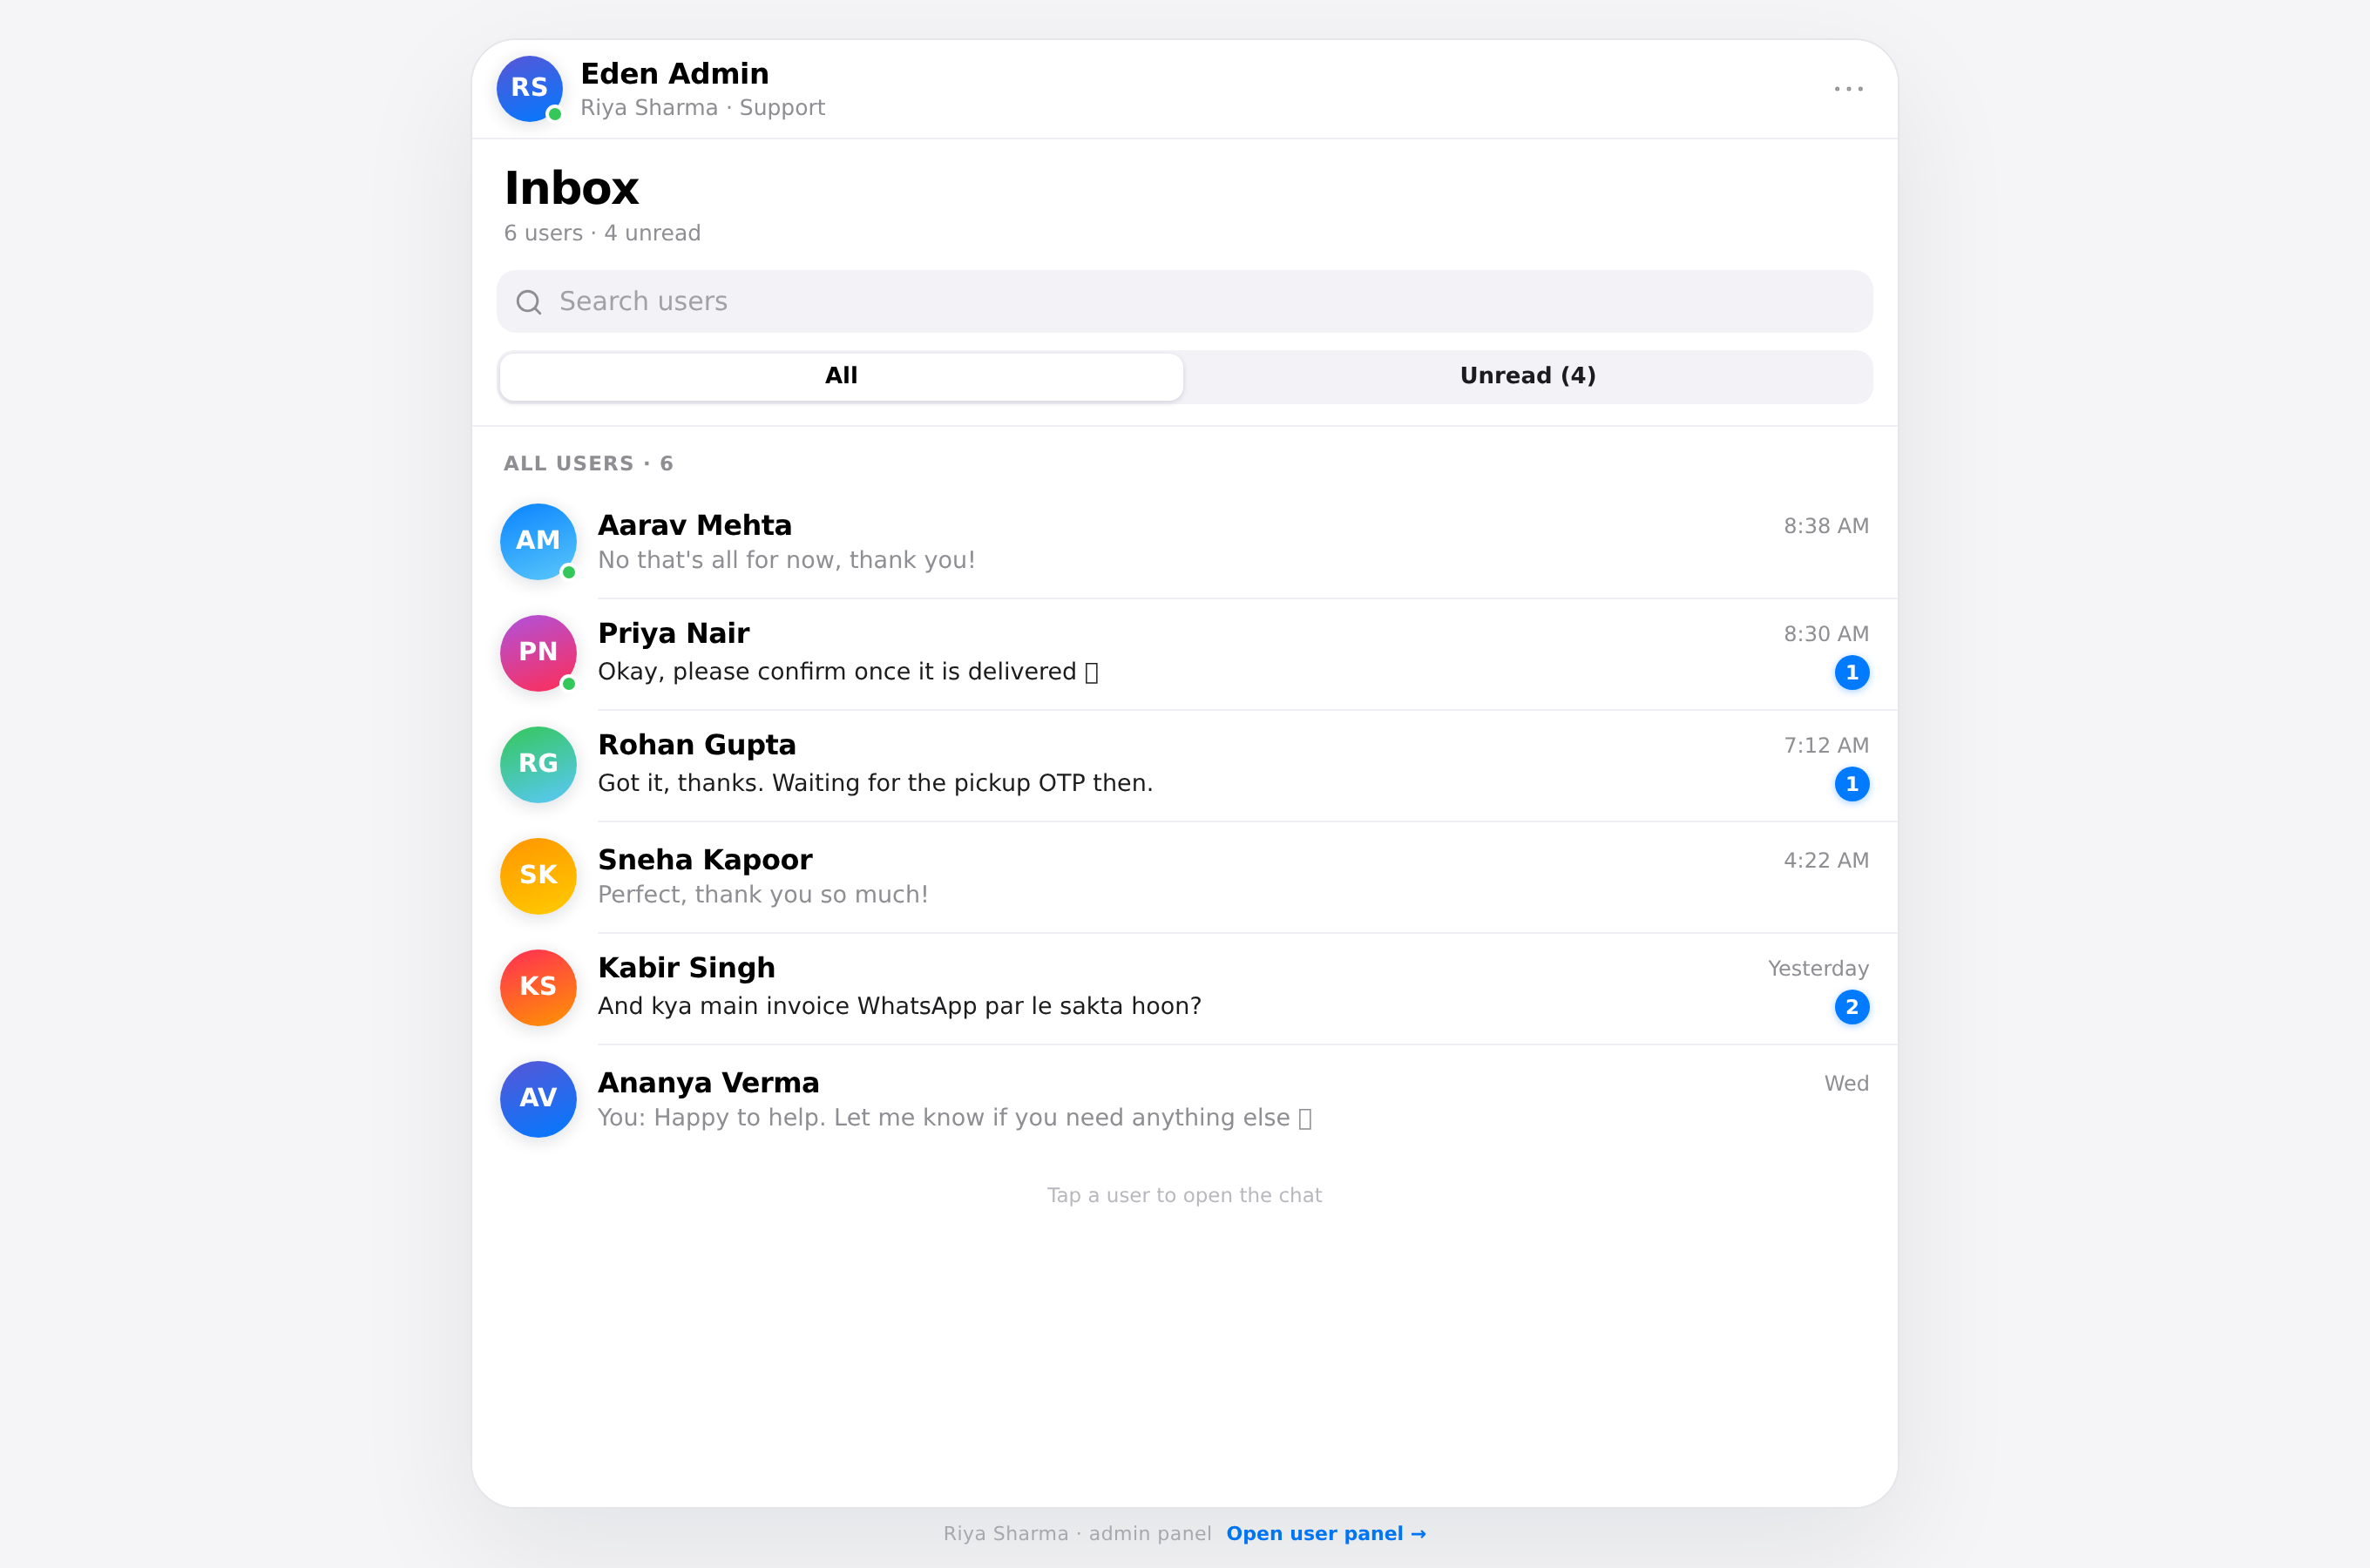 RS
Eden Admin
Riya Sharma · Support
Inbox
6 users · 4 unread
Search users
All
Unread (4)
ALL USERS · 6
AM
Aarav Mehta
8:38 AM
No that's all for now, thank you!
PN
Priya Nair
8:30 AM
Okay, please confirm once it is delivered
1
RG
Rohan Gupta
7:12 AM
Got it, thanks. Waiting for the pickup OTP then.
1
SK
Sneha Kapoor
4:22 AM
Perfect, thank you so much!
KS
Kabir Singh
Yesterday
And kya main invoice WhatsApp par le sakta hoon?
2
AV
Ananya Verma
Wed
You: Happy to help. Let me know if you need anything else
Tap a user to open the chat
Riya Sharma · admin panel Open user panel →